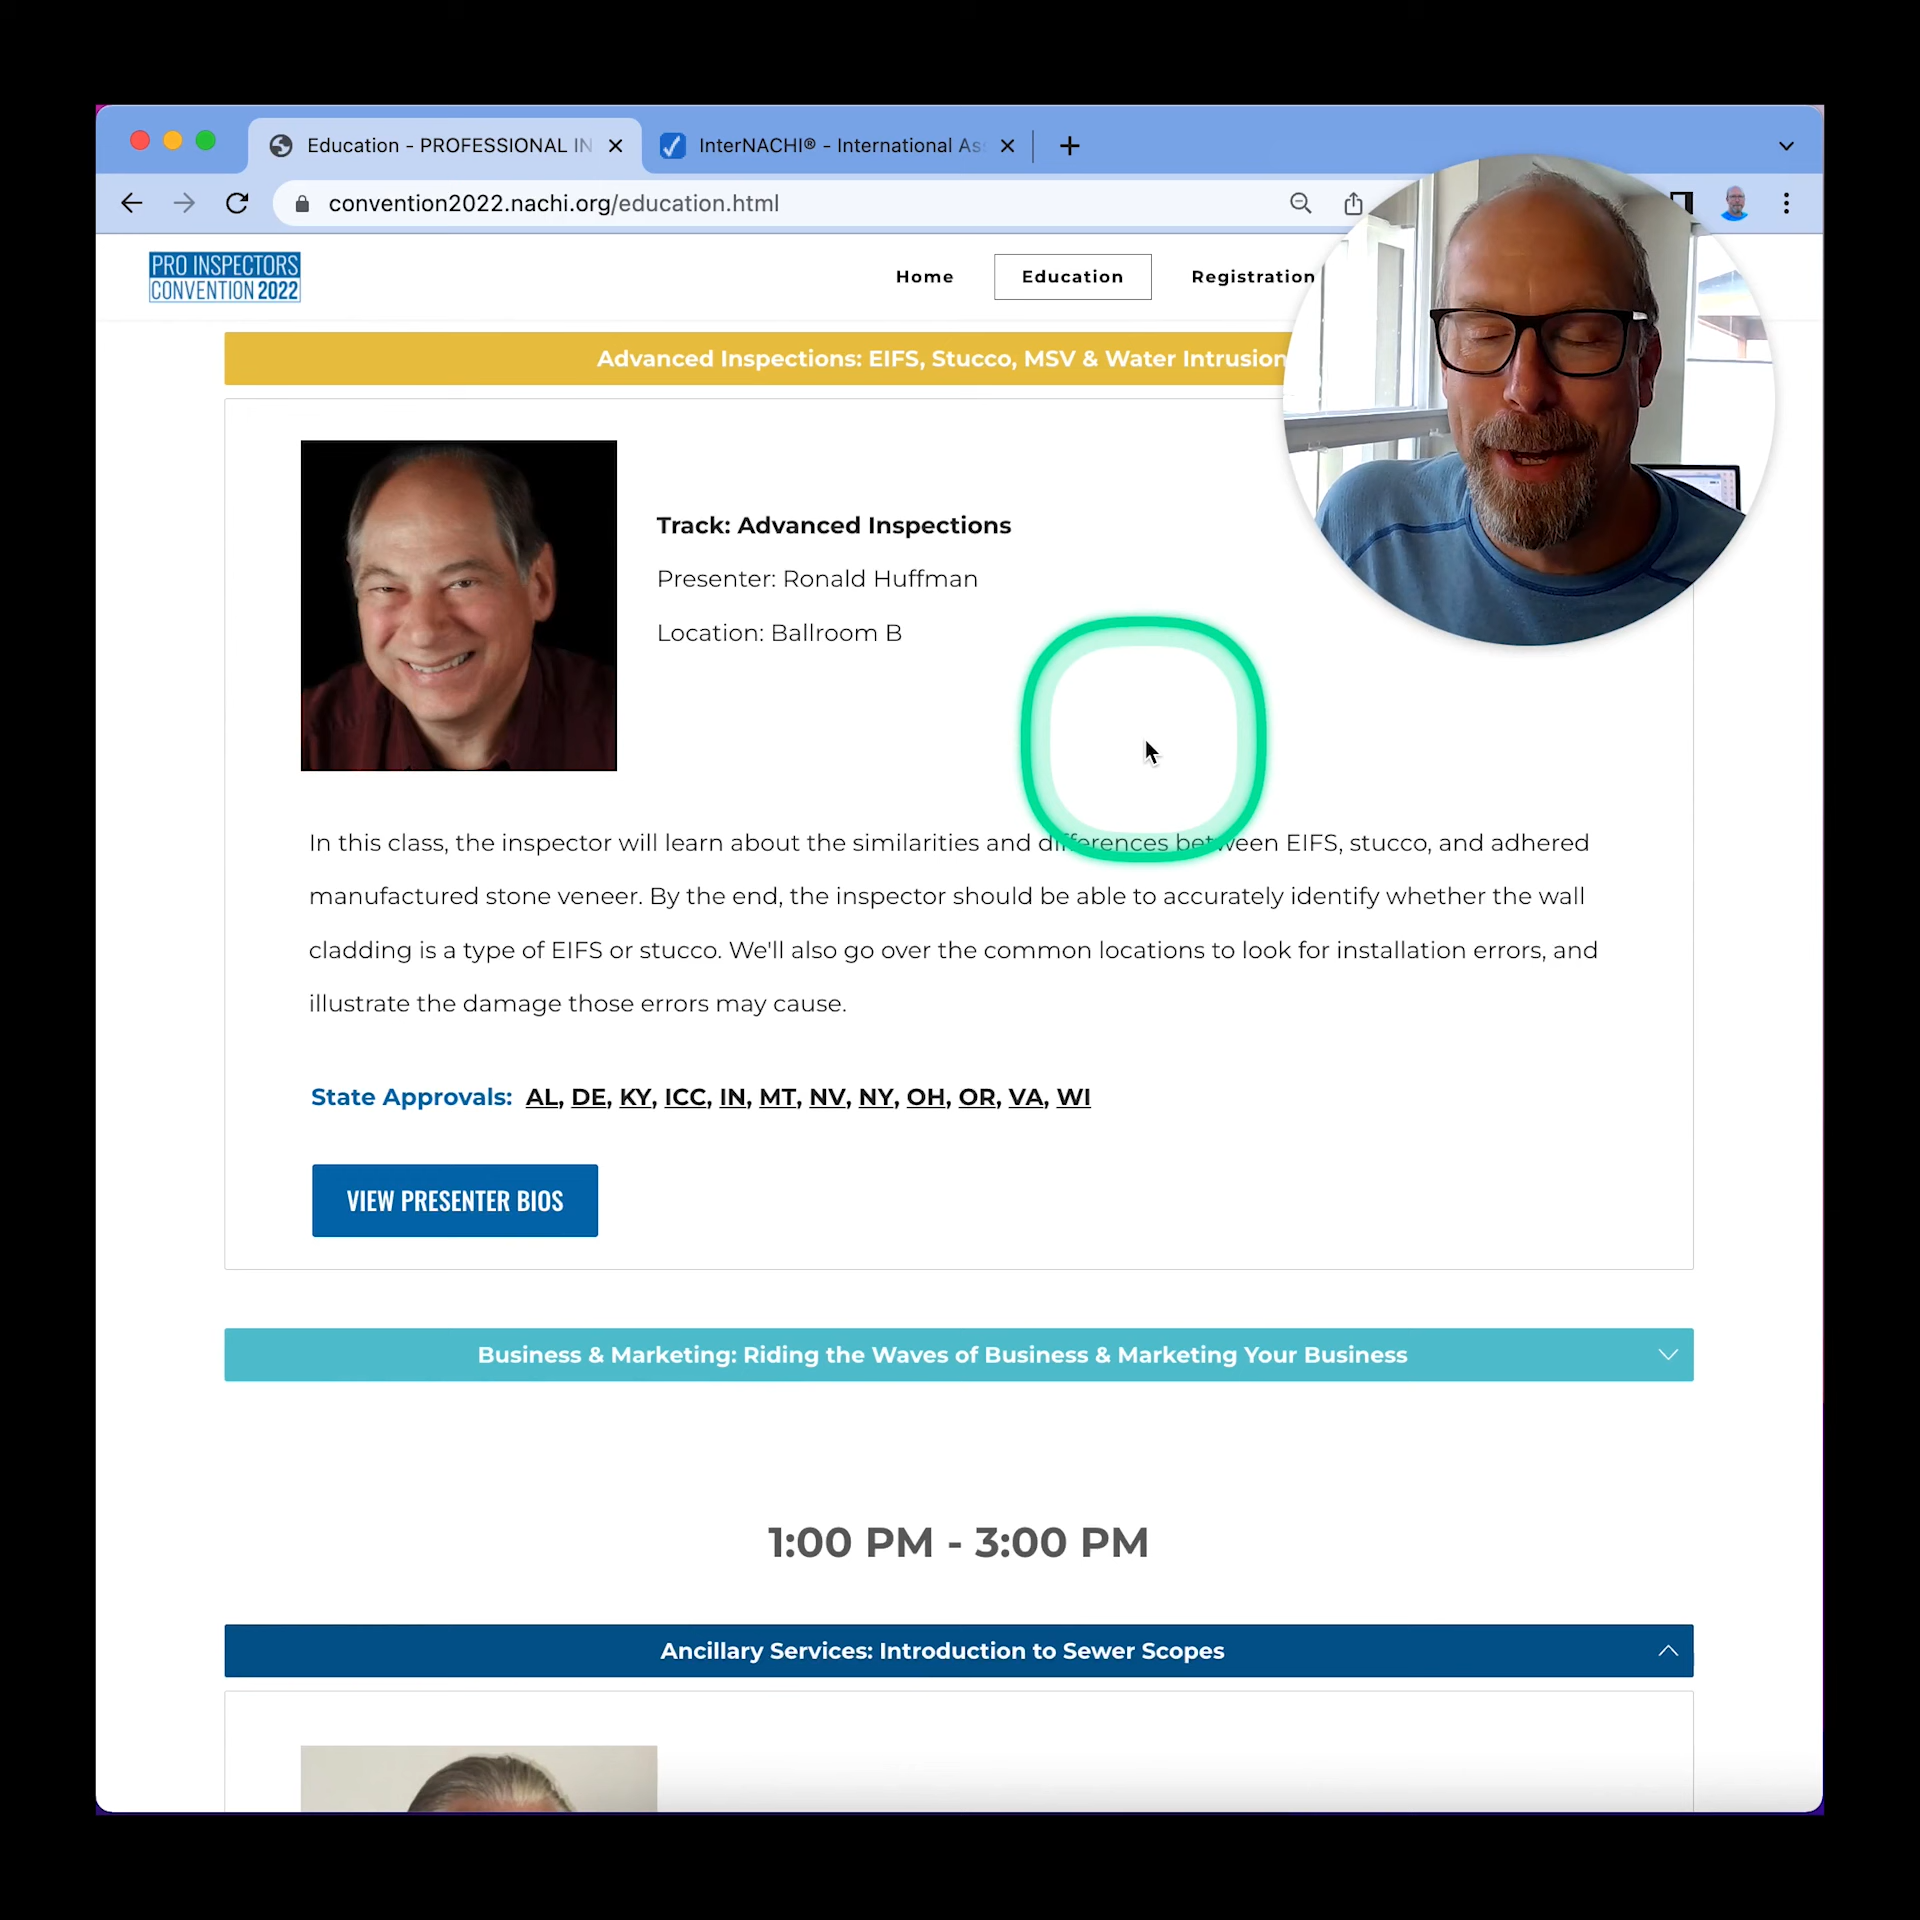 Education - PROFESSIONAL IN
InterNACHI® - International As
convention2022.nachi.org/education.html
PRO INSPECTORS
CONVENTION 2022
Home
Education
Registration
Advanced Inspections: EIFS, Stucco, MSV & Water Intrusion
Track: Advanced Inspections
Presenter: Ronald Huffman
Location: Ballroom B
In this class, the inspector will learn about the similarities and differences between EIFS, stucco, and adhered
manufactured stone veneer. By the end, the inspector should be able to accurately identify whether the wall
cladding is a type of EIFS or stucco. We'll also go over the common locations to look for installation errors, and
illustrate the damage those errors may cause.
State Approvals: AL, DE, KY, ICC, IN, MT, NV, NY, OH, OR, VA, WI
VIEW PRESENTER BIOS
Business & Marketing: Riding the Waves of Business & Marketing Your Business
1:00 PM - 3:00 PM
Ancillary Services: Introduction to Sewer Scopes